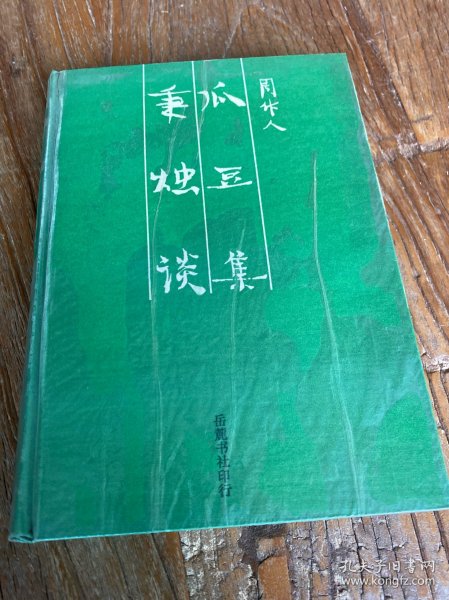 周作人
瓜豆集
秉烛谈
岳麓书社印行
孔夫子旧书网
www.kongfz.com